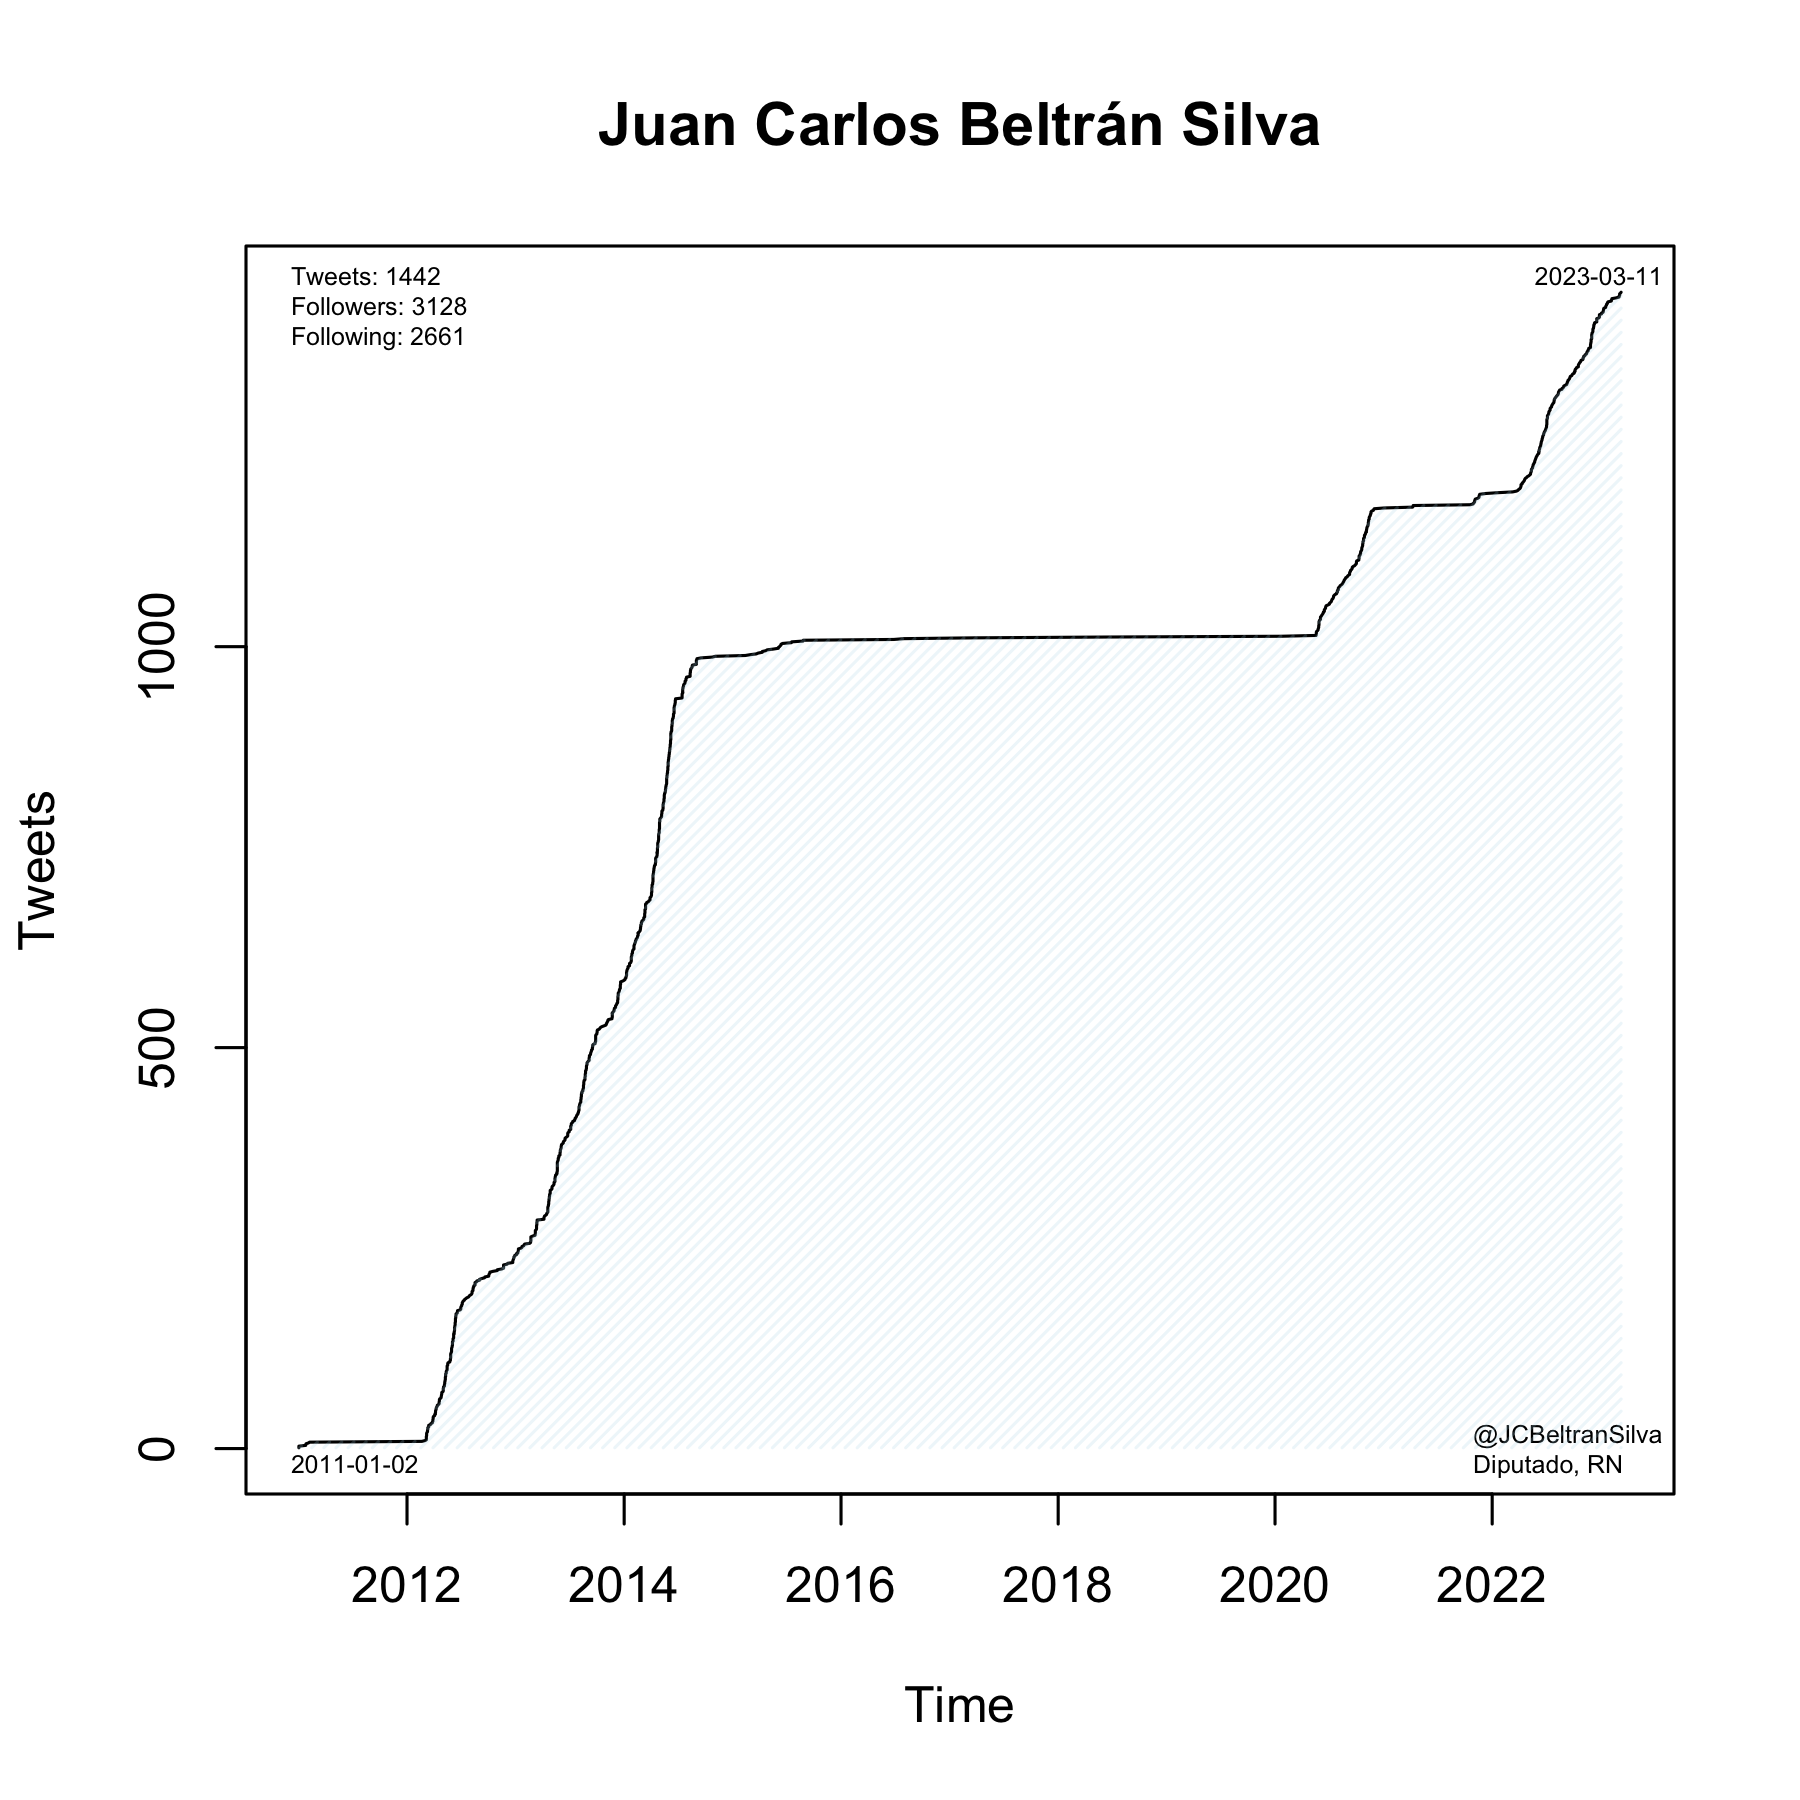 Juan Carlos Beltrán Silva
Tweets: 1442
Followers: 3128
Following: 2661
2023-03-11
Tweets
1000
500
0
2011-01-02
@JCBeltranSilva
Diputado, RN
2012 2014 2016 2018 2020 2022
Time